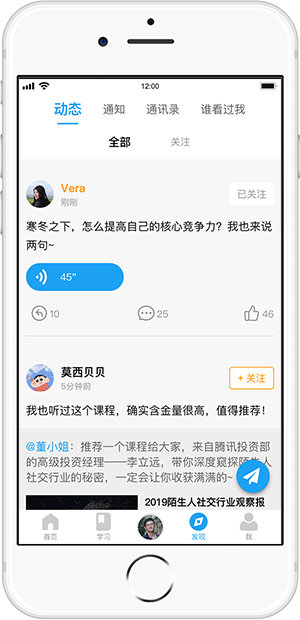 12:00
动态 通知 通讯录 谁看过我
全部 关注
Vera
刚刚
已关注
寒冬之下，怎么提高自己的核心竞争力？我也来说
两句~
45"
10 25 46
莫西贝贝
5分钟前
+ 关注
我也听过这个课程，确实含金量很高，值得推荐！
@董小姐：推荐一个课程给大家，来自腾讯投资部
的高级投资经理——李立远，带你深度窥探陌生人
社交行业的秘密，一定会让你收获满满的~
2019陌生人社交行业观察报
首页 学习 发现 我